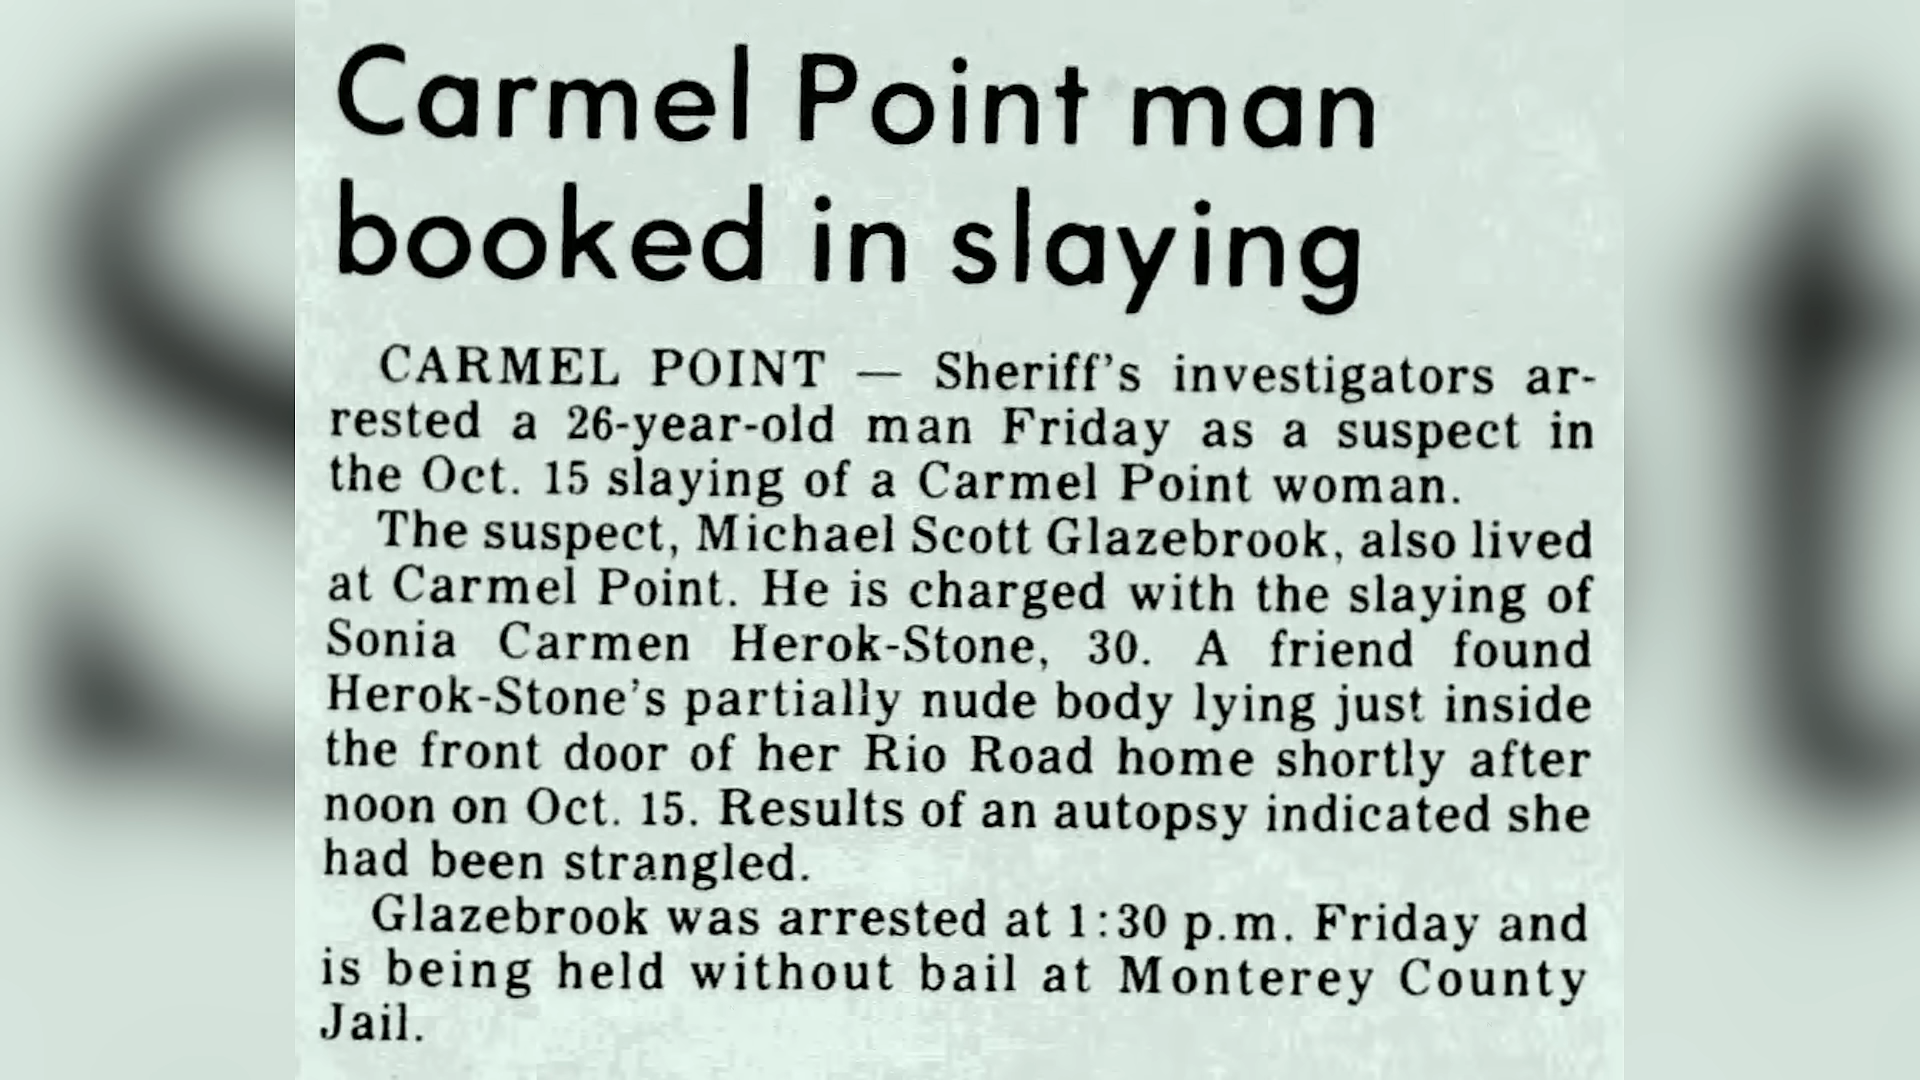 Carmel Point man
booked in slaying
CARMEL POINT — Sheriff's investigators ar-
rested a 26-year-old man Friday as a suspect in
the Oct. 15 slaying of a Carmel Point woman.
The suspect, Michael Scott Glazebrook, also lived
at Carmel Point. He is charged with the slaying of
Sonia Carmen Herok-Stone, 30. A friend found
Herok-Stone's partially nude body lying just inside
the front door of her Rio Road home shortly after
noon on Oct. 15. Results of an autopsy indicated she
had been strangled.
Glazebrook was arrested at 1:30 p.m. Friday and
is being held without bail at Monterey County
Jail.